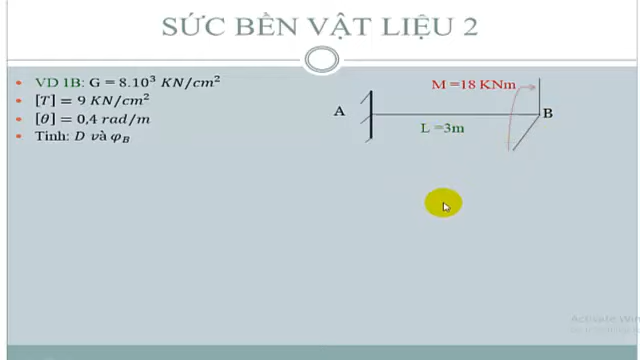 SỨC BỀN VẬT LIỆU 2
VD 1B: G = 8.10³ KN/cm²
[T] = 9 KN/cm²
[θ] = 0,4 rad/m
Tính: D và φ_B
M =18 KNm
A
B
L =3m